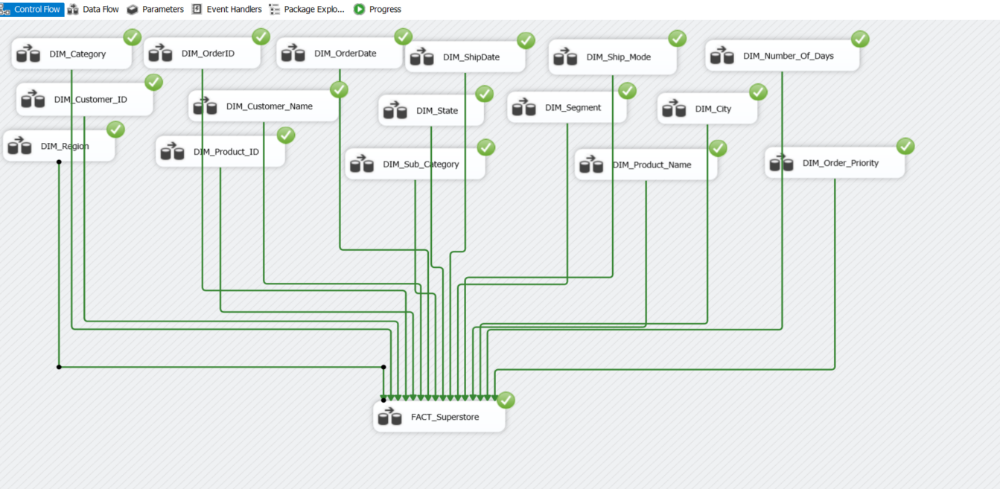 Control Flow Data Flow Parameters Event Handlers Package Explo... Progress
DIM_Category DIM_OrderID DIM_OrderDate DIM_ShipDate DIM_Ship_Mode DIM_Number_Of_Days
DIM_Customer_ID DIM_Customer_Name DIM_State DIM_Segment DIM_City
DIM_Region DIM_Product_ID DIM_Sub_Category DIM_Product_Name DIM_Order_Priority
FACT_Superstore